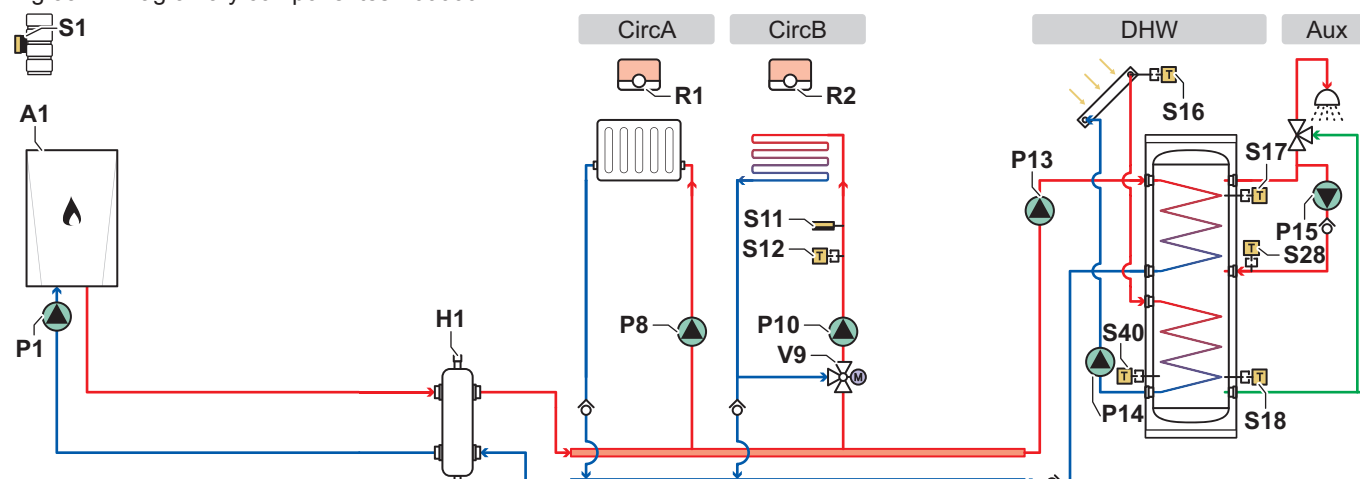 S1
CircA
CircB
DHW
Aux
R1
R2
S16
A1
P13
S17
S11
P15
S12
S28
H1
P8
P10
S40
P1
V9
M
P14
S18
T
T
T
T
T
T